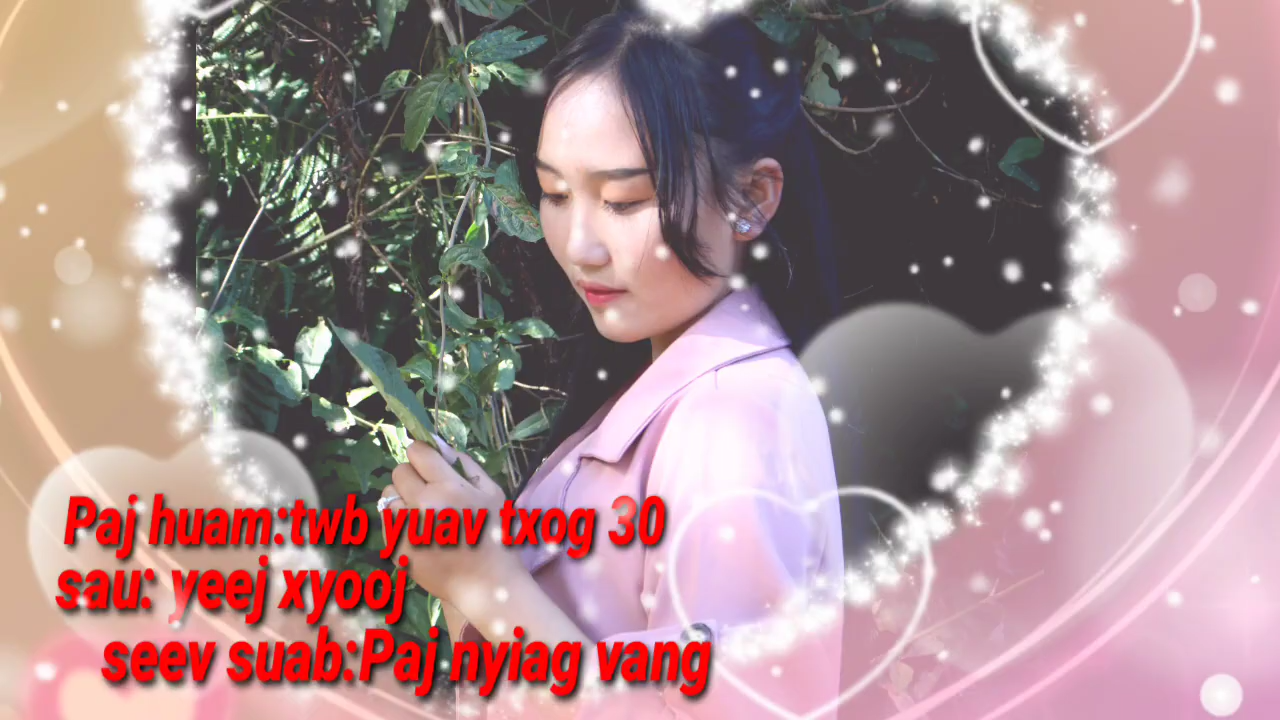 Paj huam:twb yuav txog 30
sau: yeej xyooj
seev suab:Paj nyiag vang